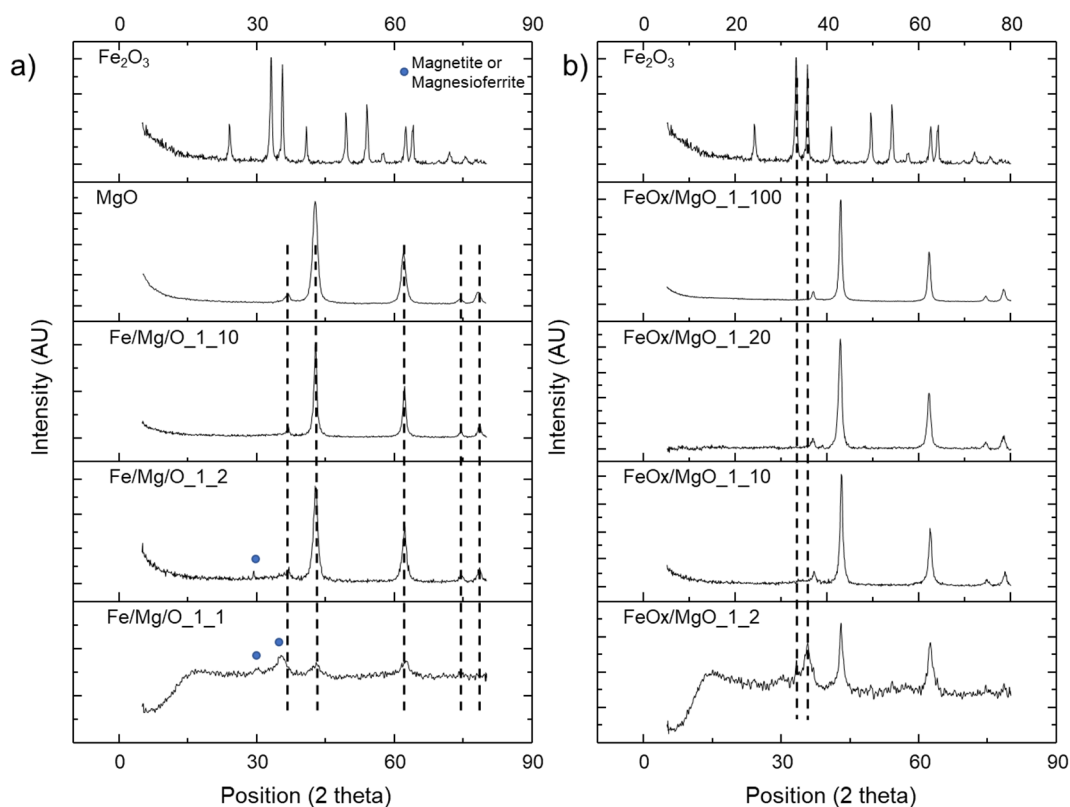 a)
0 30 60 90
Fe₂O₃
Magnetite or
Magnesioferrite
MgO
Fe/Mg/O_1_10
Fe/Mg/O_1_2
Fe/Mg/O_1_1
0 30 60 90
Position (2 theta)
Intensity (AU)
b)
0 20 40 60 80
Fe₂O₃
FeOx/MgO_1_100
FeOx/MgO_1_20
FeOx/MgO_1_10
FeOx/MgO_1_2
0 30 60 90
Position (2 theta)
Intensity (AU)